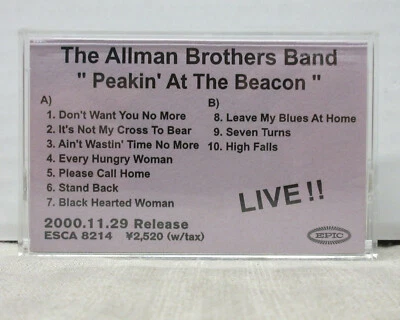 The Allman Brothers Band
" Peakin' At The Beacon "
A)
1. Don't Want You No More
2. It's Not My Cross To Bear
3. Ain't Wastin' Time No More
4. Every Hungry Woman
5. Please Call Home
6. Stand Back
7. Black Hearted Woman
B)
8. Leave My Blues At Home
9. Seven Turns
10. High Falls
LIVE !!
2000.11.29 Release
ESCA 8214 ¥2,520 (w/tax)
EPIC